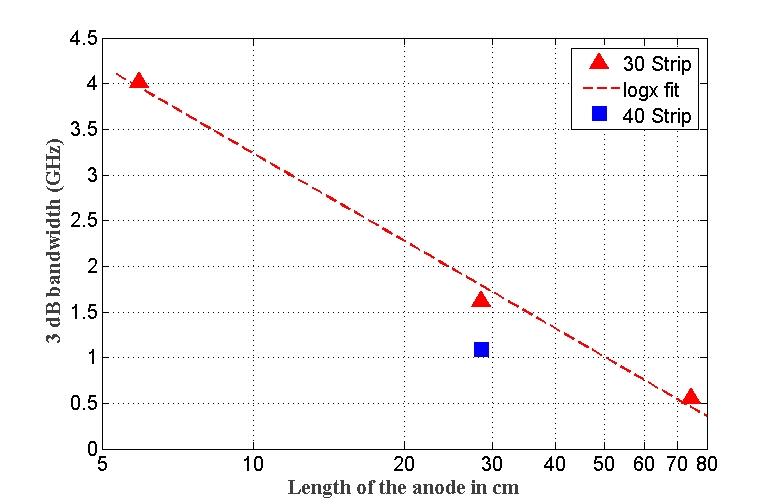 4.5
4
3.5
3
2.5
2
1.5
1
0.5
0
3 dB bandwidth (GHz)
30 Strip
logx fit
40 Strip
5 10 20 30 40 50 60 70 80
Length of the anode in cm